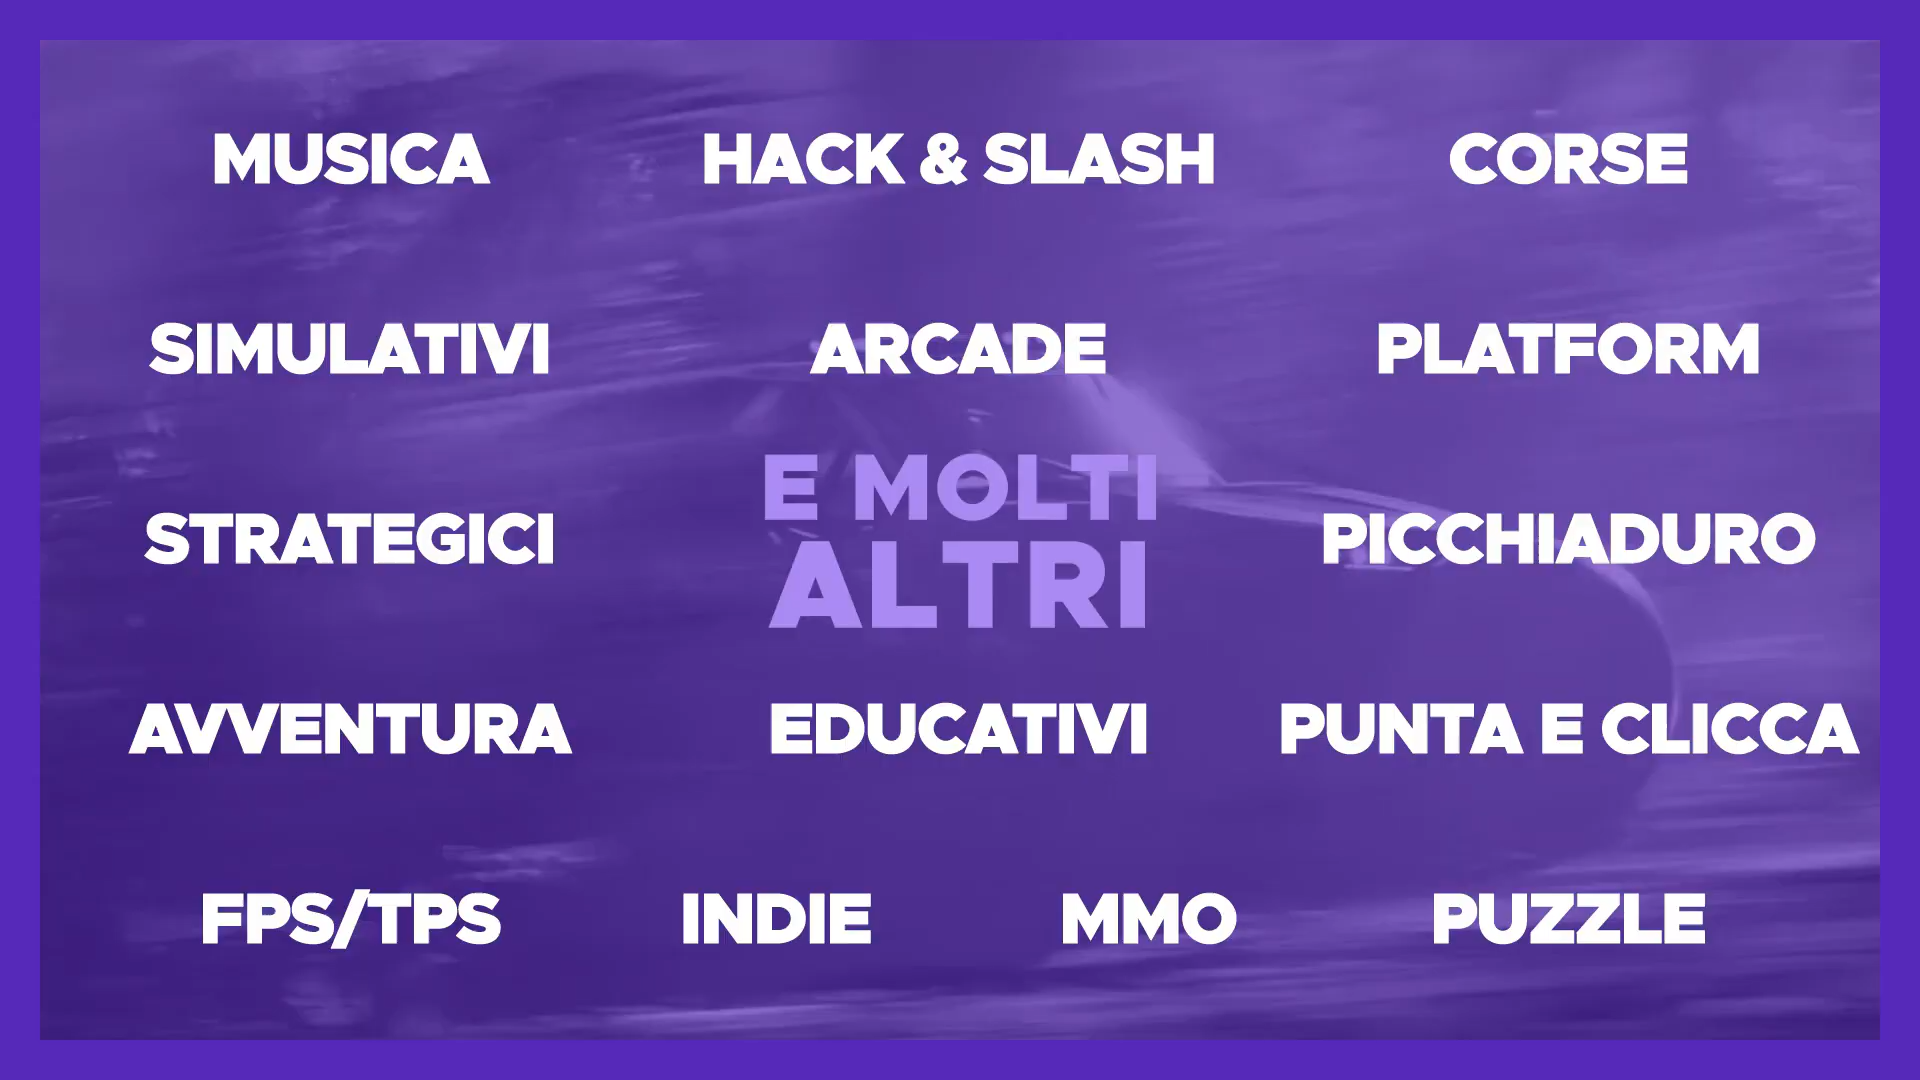 MUSICA
HACK & SLASH
CORSE
SIMULATIVI
ARCADE
PLATFORM
E MOLTI
ALTRI
STRATEGICI
PICCHIADURO
AVVENTURA
EDUCATIVI
PUNTA E CLICCA
FPS/TPS
INDIE
MMO
PUZZLE